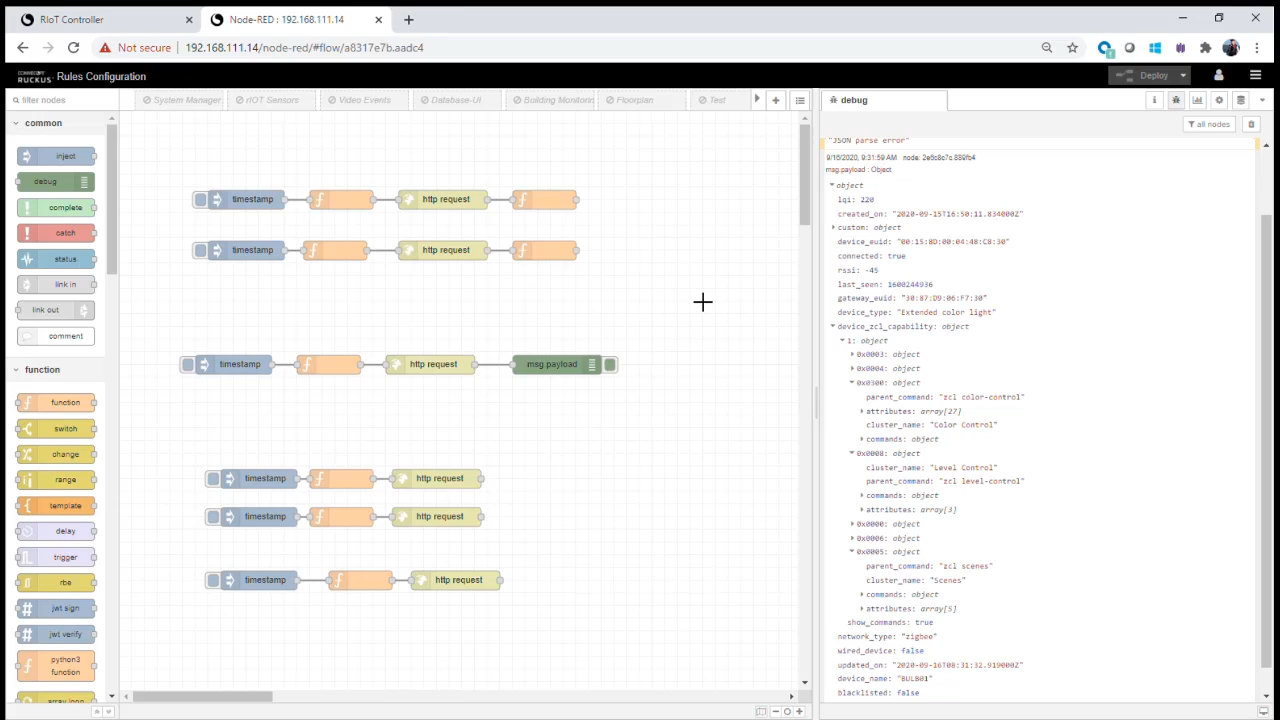 RIoT Controller
Node-RED : 192.168.111.14
Not secure
192.168.111.14/node-red/#flow/a8317e7b.aadc4
COMMSCOPE
RUCKUS
Rules Configuration
Deploy
filter nodes
System Manager
rIOT Sensors
Video Events
Database-UI
Building Monitorin
Floorplan
Test
common
inject
debug
complete
catch
status
link in
link out
comment
function
function
switch
change
range
template
delay
trigger
rbe
jwt sign
jwt verify
python3
function
array loop
timestamp
http request
timestamp
http request
timestamp
http request
msg.payload
timestamp
http request
timestamp
http request
timestamp
http request
debug
all nodes
"JSON parse error"
9/16/2020, 9:31:59 AM node: 2e6c8c7c.889fb4
msg.payload : Object
object
lqi: 220
created_on: "2020-09-15T16:50:11.834000Z"
custom: object
device_euid: "00:15:8D:00:04:4B:C8:30"
connected: true
rssi: -45
last_seen: 1600244936
gateway_euid: "30:87:D9:06:F7:30"
device_type: "Extended color light"
device_zcl_capability: object
1: object
0x0003: object
0x0004: object
0x0300: object
parent_command: "zcl color-control"
attributes: array[27]
cluster_name: "Color Control"
commands: object
0x0008: object
cluster_name: "Level Control"
parent_command: "zcl level-control"
commands: object
attributes: array[3]
0x0000: object
0x0006: object
0x0005: object
parent_command: "zcl scenes"
cluster_name: "Scenes"
commands: object
attributes: array[5]
show_commands: true
network_type: "zigbee"
wired_device: false
updated_on: "2020-09-16T08:31:32.919000Z"
device_name: "BULB01"
blacklisted: false